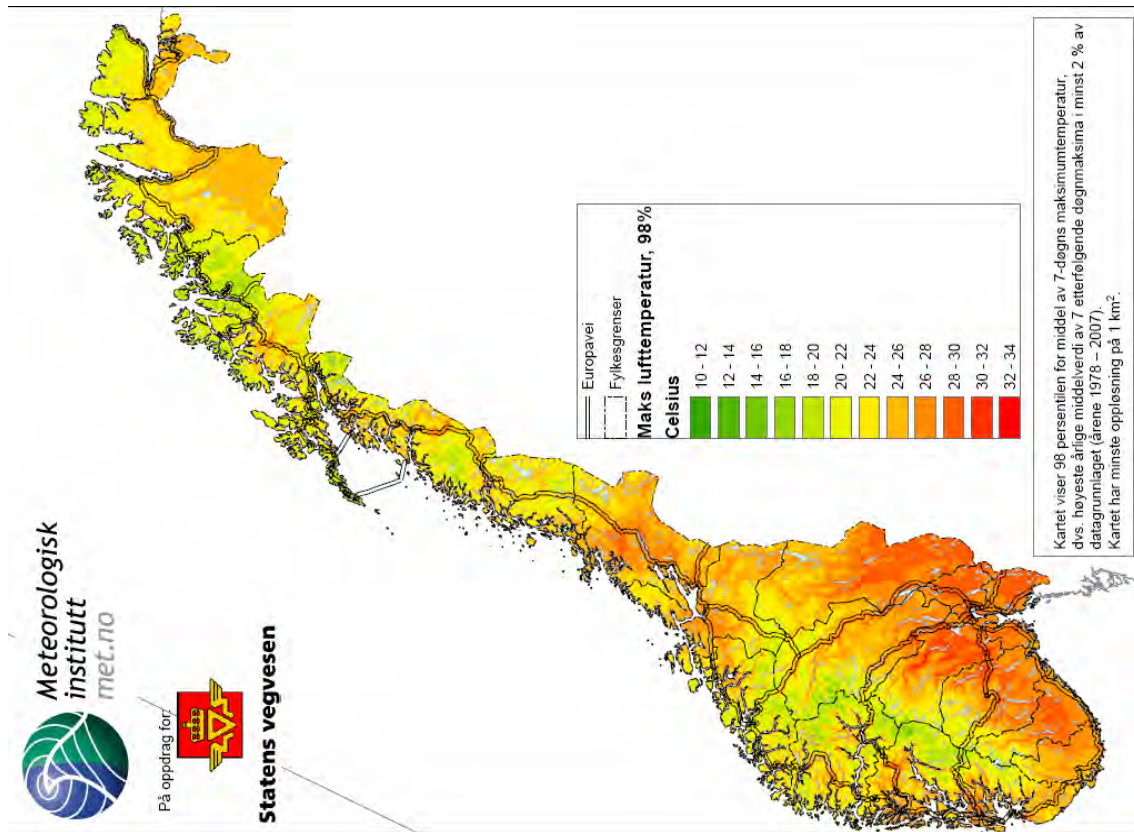 Meteorologisk
institutt
met.no
På oppdrag for:
Statens vegvesen
Europavei
Fylkesgrenser
Maks lufttemperatur, 98%
Celsius
10 - 12
12 - 14
14 - 16
16 - 18
18 - 20
20 - 22
22 - 24
24 - 26
26 - 28
28 - 30
30 - 32
32 - 34
Kartet viser 98 persentilen for middel av 7-døgns maksimumtemperatur,
dvs. høyeste årlige middelverdi av 7 etterfølgende døgnmaksima i minst 2 % av
datagrunnlaget (årene 1978 – 2007).
Kartet har minste oppløsning på 1 km².